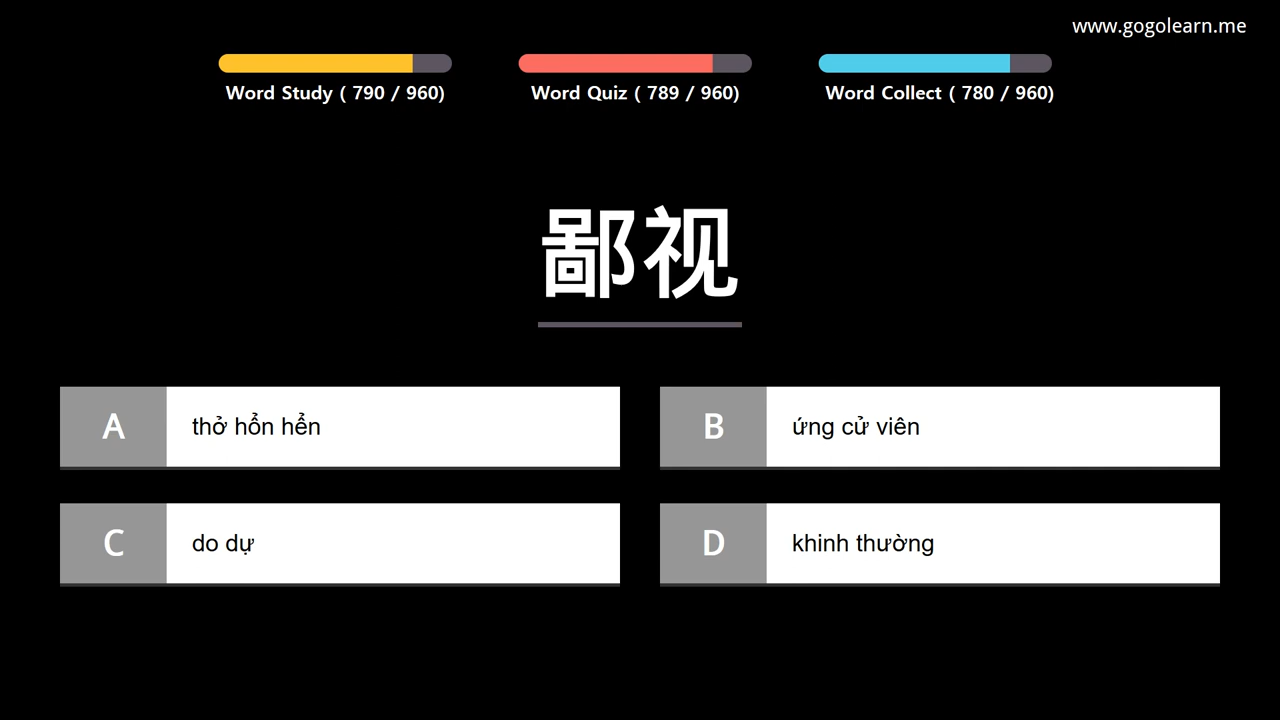 www.gogolearn.me
Word Study ( 790 / 960)
Word Quiz ( 789 / 960)
Word Collect ( 780 / 960)
鄙视
A
thở hổn hển
B
ứng cử viên
C
do dự
D
khinh thường